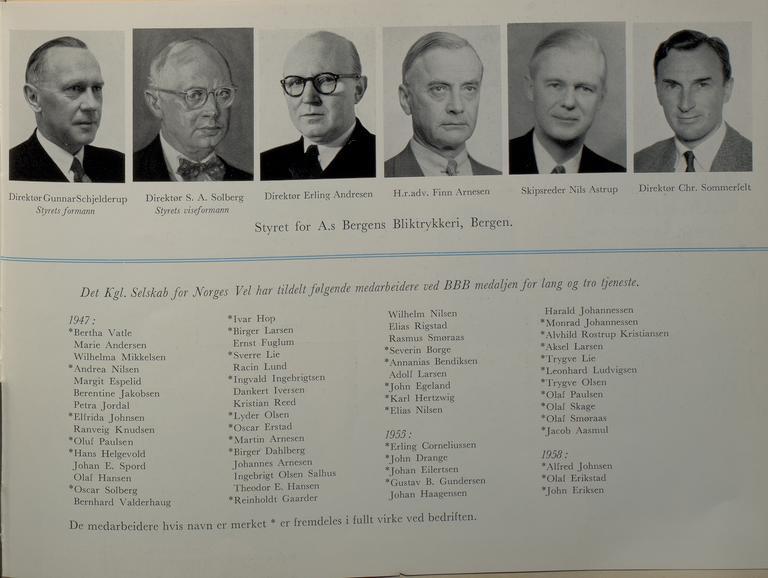 Direktør Gunnar Schjelderup
Styrets formann
Direktør S. A. Solberg
Styrets viseformann
Direktør Erling Andresen
H.r.adv. Finn Arnesen
Skipsreder Nils Astrup
Direktør Chr. Sommerfelt
Styret for A.s Bergens Bliktrykkeri, Bergen.
Det Kgl. Selskab for Norges Vel har tildelt følgende medarbeidere ved BBB medaljen for lang og tro tjeneste.
1947:
*Bertha Vatle
Marie Andersen
Wilhelma Mikkelsen
*Andrea Nilsen
Margit Espelid
Berentine Jakobsen
Petra Jordal
*Elfrida Johnsen
Ranveig Knudsen
*Oluf Paulsen
*Hans Helgevold
Johan E. Spord
Olaf Hansen
*Oscar Solberg
Bernhard Valderhaug
*Ivar Hop
*Birger Larsen
Ernst Fuglum
*Sverre Lie
Racin Lund
*Ingvald Ingebrigtsen
Dankert Iversen
Kristian Reed
*Lyder Olsen
*Oscar Erstad
*Martin Arnesen
*Birger Dahlberg
Johannes Arnesen
Ingebrigt Olsen Salhus
Theodor E. Hansen
*Reinholdt Gaarder
Wilhelm Nilsen
Elias Rigstad
Rasmus Smøraas
*Severin Borge
*Annanias Bendiksen
Adolf Larsen
*John Egeland
*Karl Hertzwig
*Elias Nilsen
1953:
*Erling Corneliussen
*John Drange
*Johan Eilertsen
*Gustav B. Gundersen
Johan Haagensen
Harald Johannessen
*Monrad Johannessen
*Alvhild Rostrup Kristiansen
*Aksel Larsen
*Trygve Lie
*Leonhard Ludvigsen
*Trygve Olsen
*Olaf Paulsen
*Olaf Skage
*Olaf Smøraas
*Jacob Aasmul
1958:
*Alfred Johnsen
*Olaf Erikstad
*John Eriksen
De medarbeidere hvis navn er merket * er fremdeles i fullt virke ved bedriften.